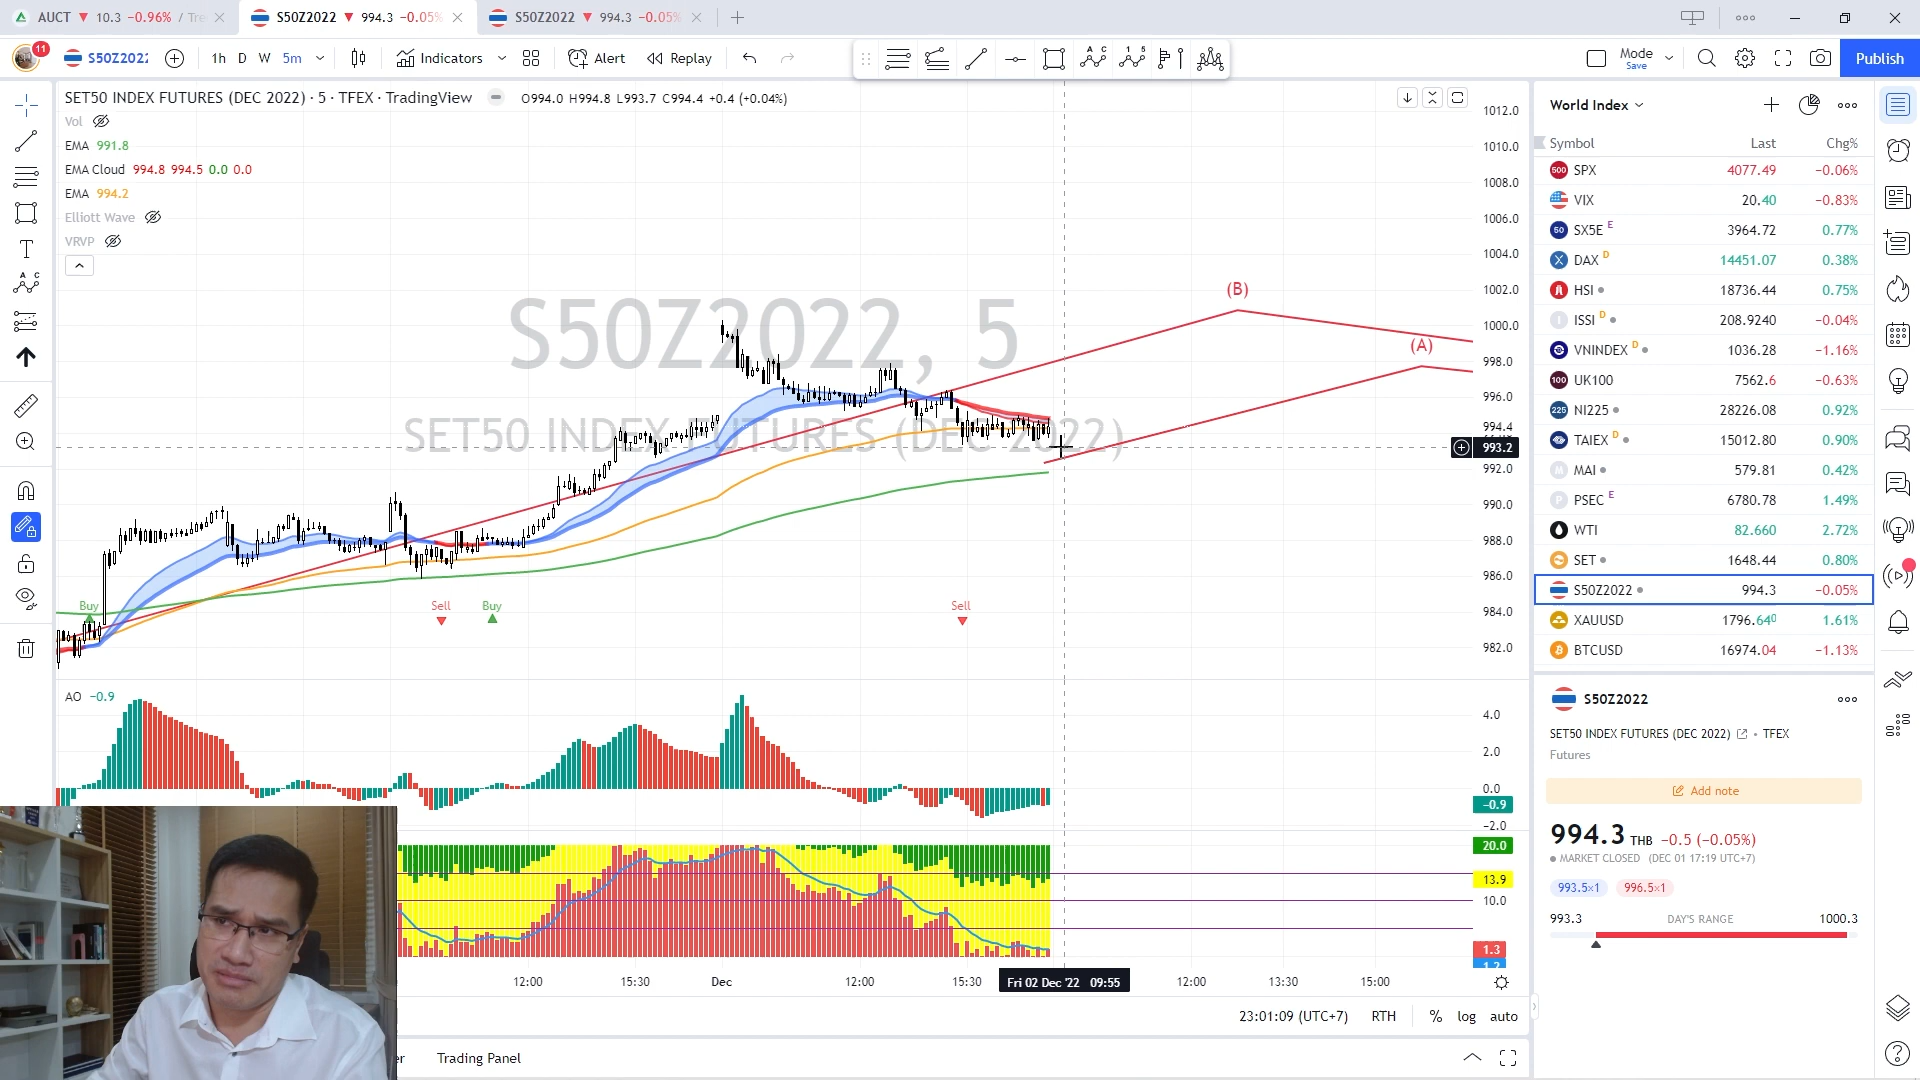 AUCT ▼ 10.3 −0.96% / Tre
S50Z2022 ▼ 994.3 −0.05%
S50Z2022 ▼ 994.3 −0.05%
11
S50Z2022
1h D W 5m
Indicators
Alert
Replay
A C
1 5
Mode
Save
Publish
SET50 INDEX FUTURES (DEC 2022) · 5 · TFEX · TradingView
O994.0 H994.8 L993.7 C994.4 +0.4 (+0.04%)
Vol
EMA 991.8
EMA Cloud 994.8 994.5 0.0 0.0
EMA 994.2
Elliott Wave
VRVP
S50Z2022, 5
SET50 INDEX FUTURES (DEC 2022)
(B)
(A)
Buy
Sell
Buy
Sell
1012.0
1010.0
1008.0
1006.0
1004.0
1002.0
1000.0
998.0
996.0
994.4
993.2
992.0
990.0
988.0
986.0
984.0
982.0
AO −0.9
4.0
2.0
0.0
−0.9
−2.0
20.0
13.9
10.0
1.3
1.2
12:00
15:30
Dec
12:00
15:30
Fri 02 Dec '22 09:55
12:00
13:30
15:00
23:01:09 (UTC+7)
RTH
%
log
auto
er
Trading Panel
World Index
Symbol Last Chg%
500 SPX 4077.49 −0.06%
VIX 20.40 −0.83%
50 SX5E E 3964.72 0.77%
DAX D 14451.07 0.38%
HSI 18736.44 0.75%
I ISSI D 208.9240 −0.04%
VNINDEX D 1036.28 −1.16%
100 UK100 7562.6 −0.63%
225 NI225 28226.08 0.92%
TAIEX D 15012.80 0.90%
M MAI 579.81 0.42%
P PSEC E 6780.78 1.49%
WTI 82.660 2.72%
SET 1648.44 0.80%
S50Z2022 994.3 −0.05%
XAUUSD 1796.640 1.61%
BTCUSD 16974.04 −1.13%
S50Z2022
SET50 INDEX FUTURES (DEC 2022) • TFEX
Futures
Add note
994.3 THB −0.5 (−0.05%)
MARKET CLOSED (DEC 01 17:19 UTC+7)
993.5×1 996.5×1
993.3 DAY'S RANGE 1000.3